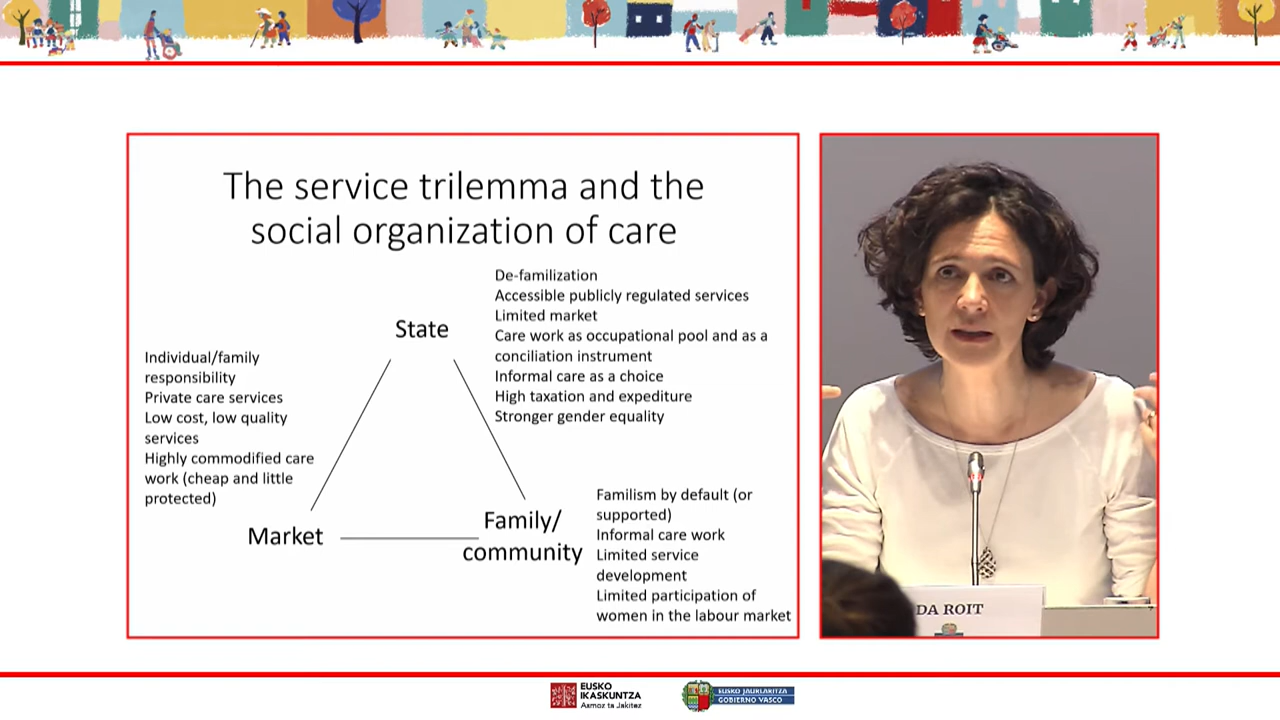 The service trilemma and the
social organization of care
De-familization
Accessible publicly regulated services
Limited market
Care work as occupational pool and as a
conciliation instrument
Informal care as a choice
High taxation and expediture
Stronger gender equality
State
Individual/family
responsibility
Private care services
Low cost, low quality
services
Highly commodified care
work (cheap and little
protected)
Market
Family/
community
Familism by default (or
supported)
Informal care work
Limited service
development
Limited participation of
women in the labour market
DA ROIT
EUSKO
IKASKUNTZA
Asmoz ta Jakitez
EUSKO JAURLARITZA
GOBIERNO VASCO